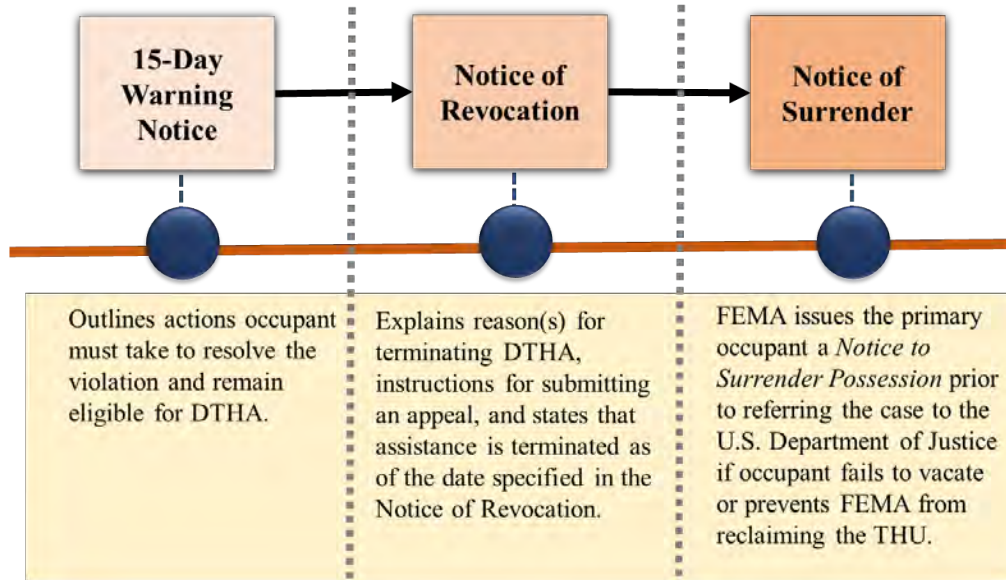 15-Day
Warning
Notice
Notice of
Revocation
Notice of
Surrender
Outlines actions occupant
must take to resolve the
violation and remain
eligible for DTHA.
Explains reason(s) for
terminating DTHA,
instructions for submitting
an appeal, and states that
assistance is terminated as
of the date specified in the
Notice of Revocation.
FEMA issues the primary
occupant a Notice to
Surrender Possession prior
to referring the case to the
U.S. Department of Justice
if occupant fails to vacate
or prevents FEMA from
reclaiming the THU.